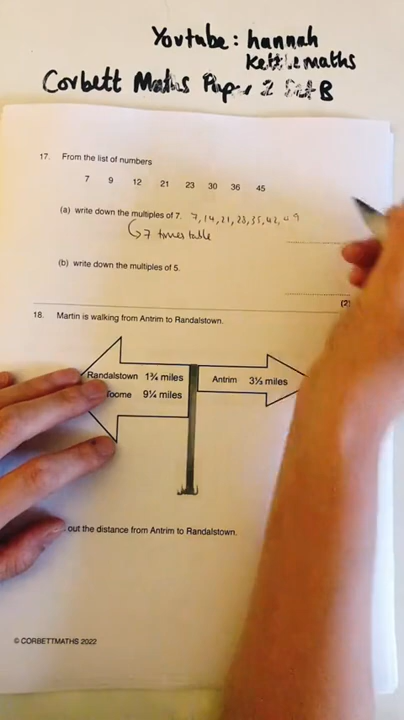 Youtube: hannah
kettlemaths
Corbett Maths Paper 2 Set B
17. From the list of numbers
7 9 12 21 23 30 36 45
(a) write down the multiples of 7. 7, 14, 21, 28, 35, 42, 49
↳7 times table
(b) write down the multiples of 5.
(2)
18. Martin is walking from Antrim to Randalstown.
Randalstown 1¾ miles
Toome 9¼ miles
Antrim 3⅓ miles
out the distance from Antrim to Randalstown.
© CORBETTMATHS 2022